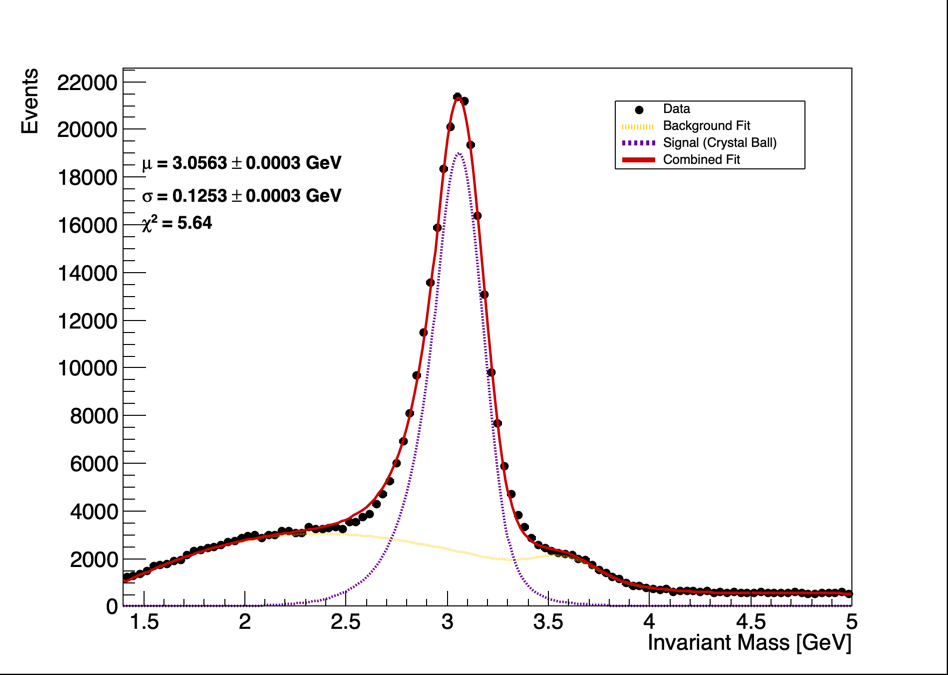 Events
22000
20000
18000
16000
14000
12000
10000
8000
6000
4000
2000
0
μ = 3.0563 ± 0.0003 GeV
σ = 0.1253 ± 0.0003 GeV
χ² = 5.64
Data
Background Fit
Signal (Crystal Ball)
Combined Fit
1.5 2 2.5 3 3.5 4 4.5 5
Invariant Mass [GeV]